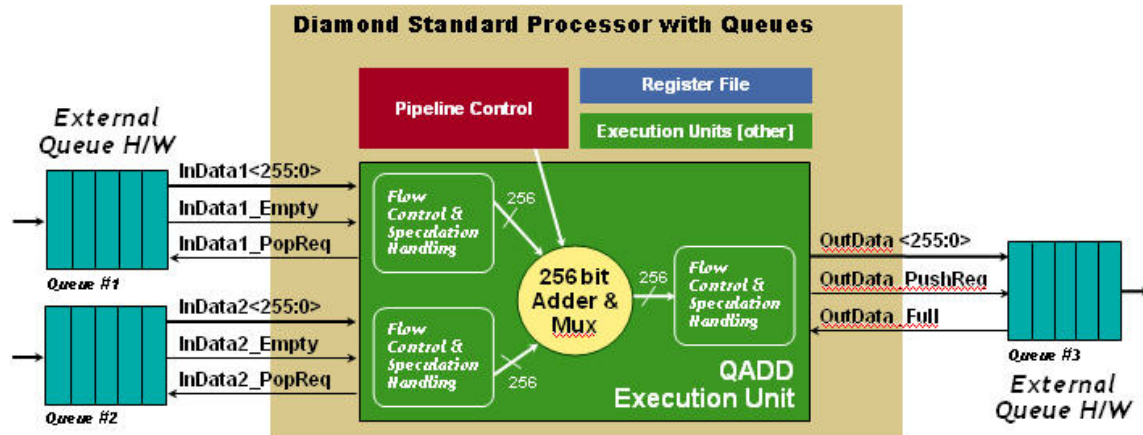 Diamond Standard Processor with Queues
Pipeline Control
Register File
Execution Units [other]
External
Queue H/W
InData1<255:0>
InData1_Empty
InData1_PopReq
Queue #1
InData2<255:0>
InData2_Empty
InData2_PopReq
Queue #2
Flow
Control &
Speculation
Handling
256
Flow
Control &
Speculation
Handling
256
256 bit
Adder &
Mux
256
Flow
Control &
Speculation
Handling
QADD
Execution Unit
OutData <255:0>
OutData_PushReq
OutData_Full
Queue #3
External
Queue H/W